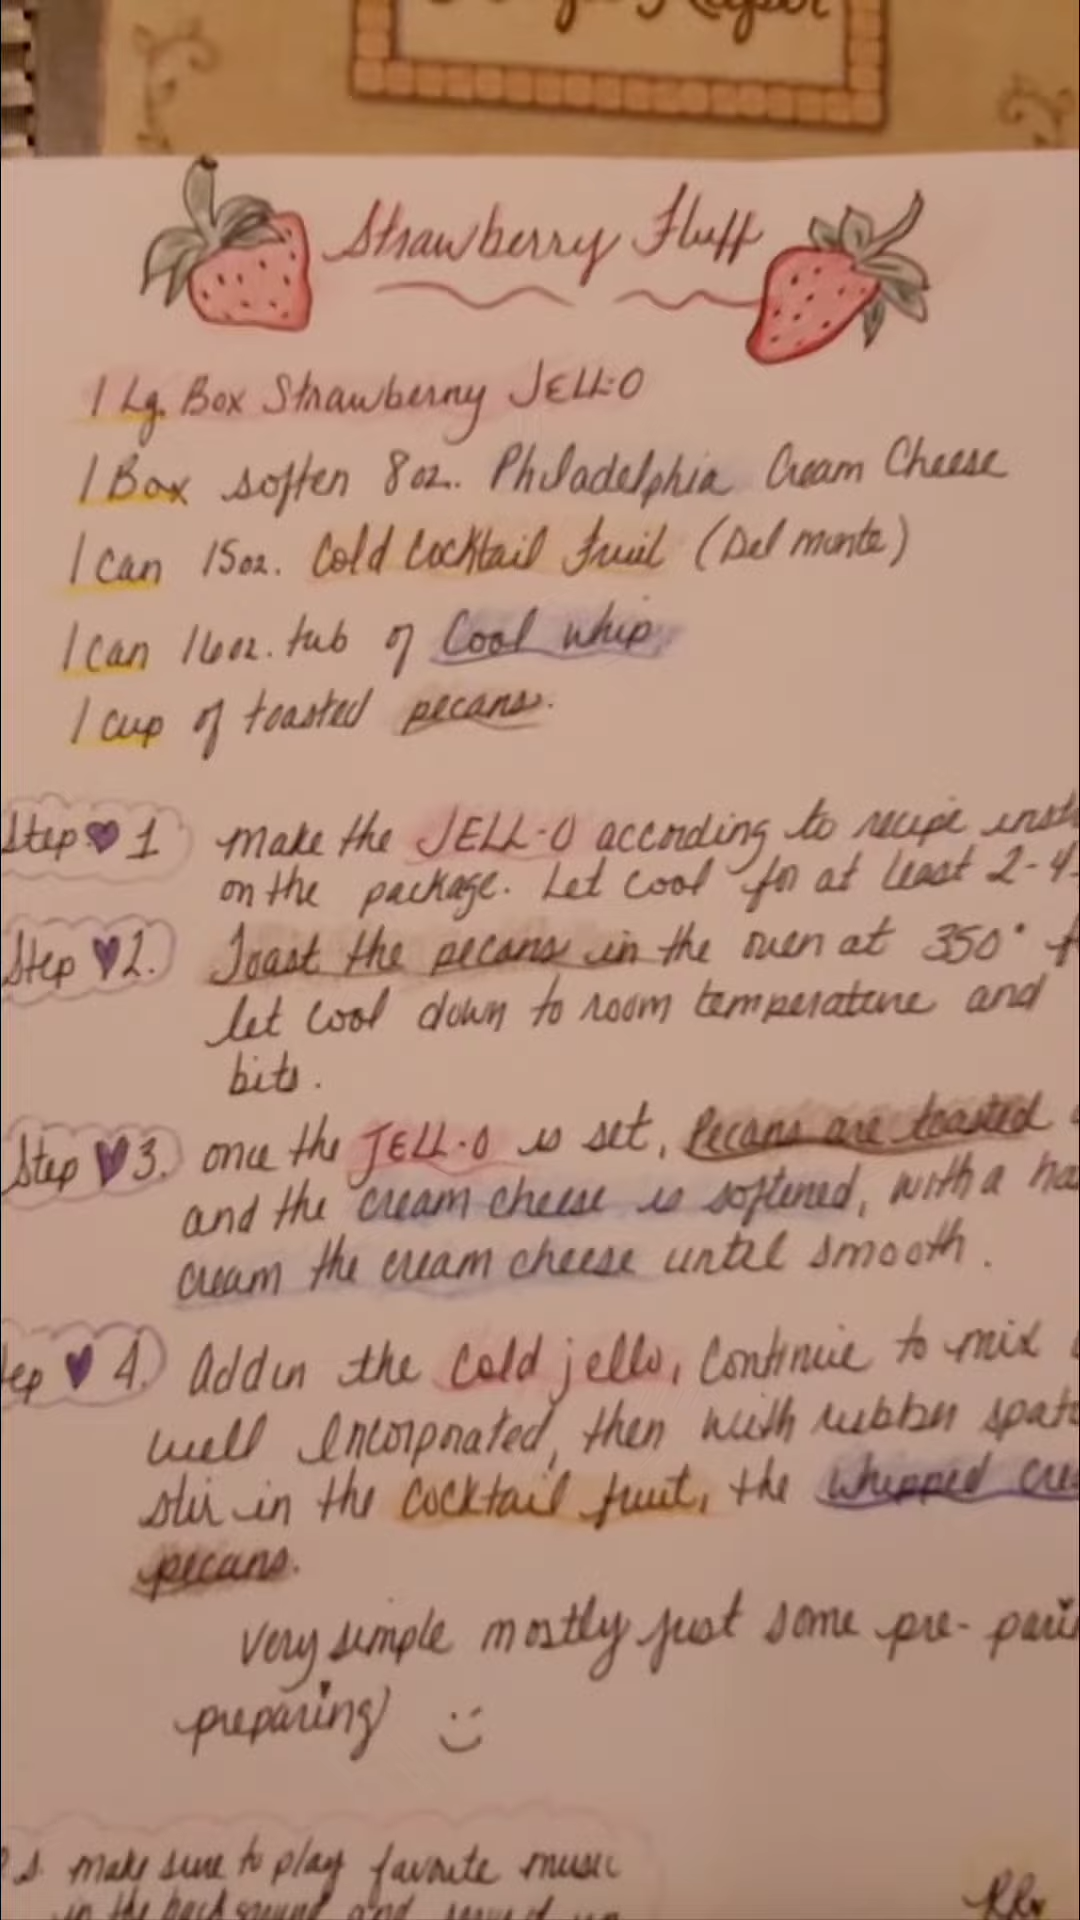 Strawberry Fluff
1 Lg. Box Strawberry JELL-O
1 Box soften 8oz. Philadelphia Cream Cheese
1 can 15oz. Cold Cocktail Fruit (Del monte)
1 can 16oz. tub of Cool whip
1 cup of toasted pecans.
Step 1 make the JELL-O according to recipe
on the package. Let cool for at least 2-4
Step 2. Toast the pecans in the oven at 350°
let cool down to room temperature and
bits.
Step 3. once the JELL-O is set, Pecans are toasted
and the cream cheese is softened, with a
cream the cream cheese until smooth.
4. Add in the Cold jello, Continue to mix
well Incorporated, then with rubber
stir in the cocktail fruit, the whipped
pecans.
Very simple mostly just some pre-
preparing
P.S. make sure to play favorite music
in the background and